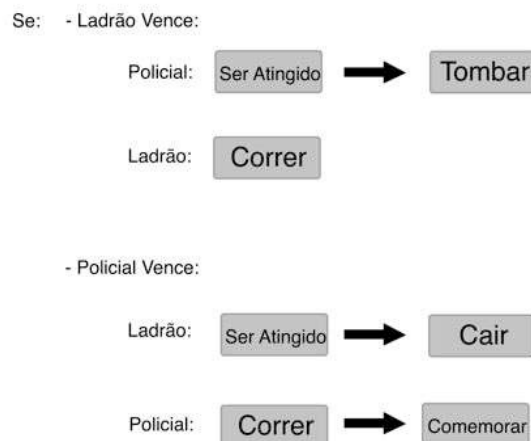 Se: - Ladrão Vence:
Policial: Ser Atingido Tombar
Ladrão: Correr
- Policial Vence:
Ladrão: Ser Atingido Cair
Policial: Correr Comemorar